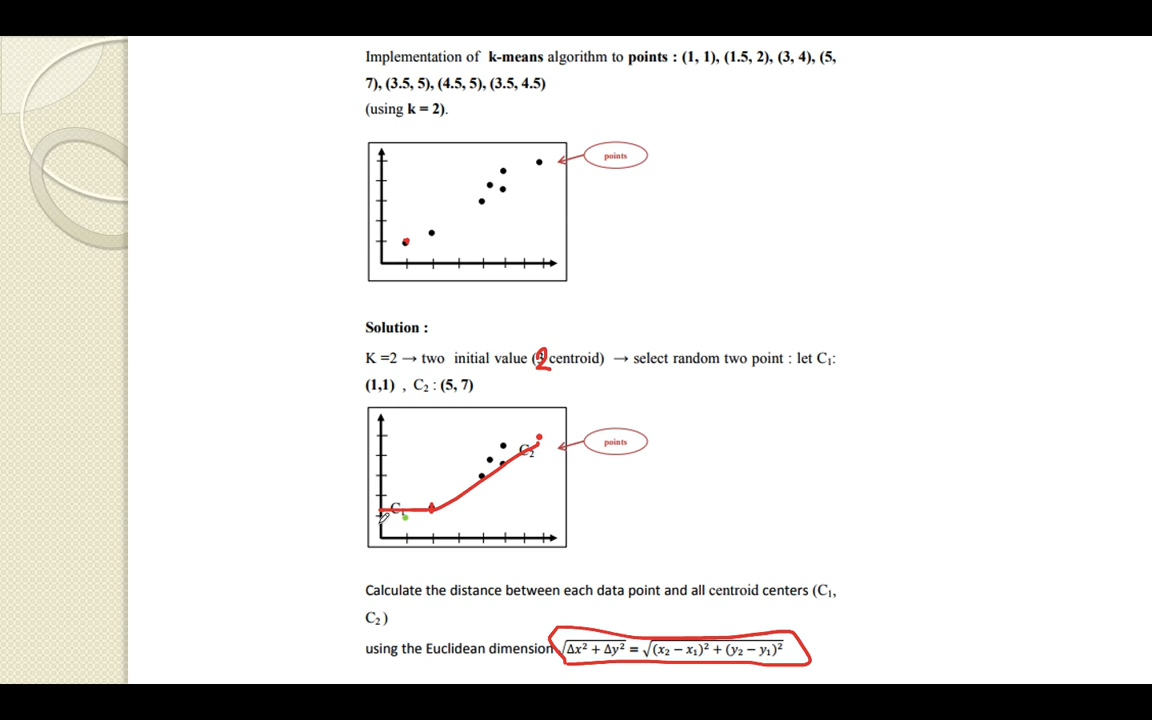 Implementation of k-means algorithm to points : (1, 1), (1.5, 2), (3, 4), (5,
7), (3.5, 5), (4.5, 5), (3.5, 4.5)
(using k = 2).
points
Solution :
K =2 → two initial value (2 centroid) → select random two point : let C₁:
(1,1) , C₂ : (5, 7)
C₂
points
C₁
Calculate the distance between each data point and all centroid centers (C₁,
C₂)
using the Euclidean dimension √(Δx² + Δy²) = √((x₂ − x₁)² + (y₂ − y₁)²)